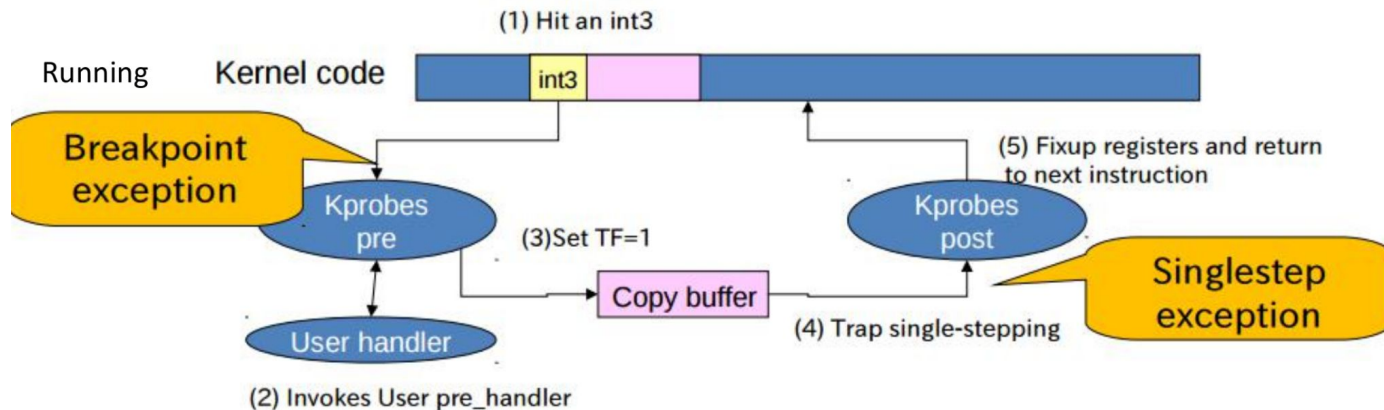 (1) Hit an int3
Running
Kernel code
int3
Breakpoint
exception
Kprobes
pre
(3)Set TF=1
Copy buffer
(5) Fixup registers and return
to next instruction
Kprobes
post
Singlestep
exception
(4) Trap single-stepping
User handler
(2) Invokes User pre_handler